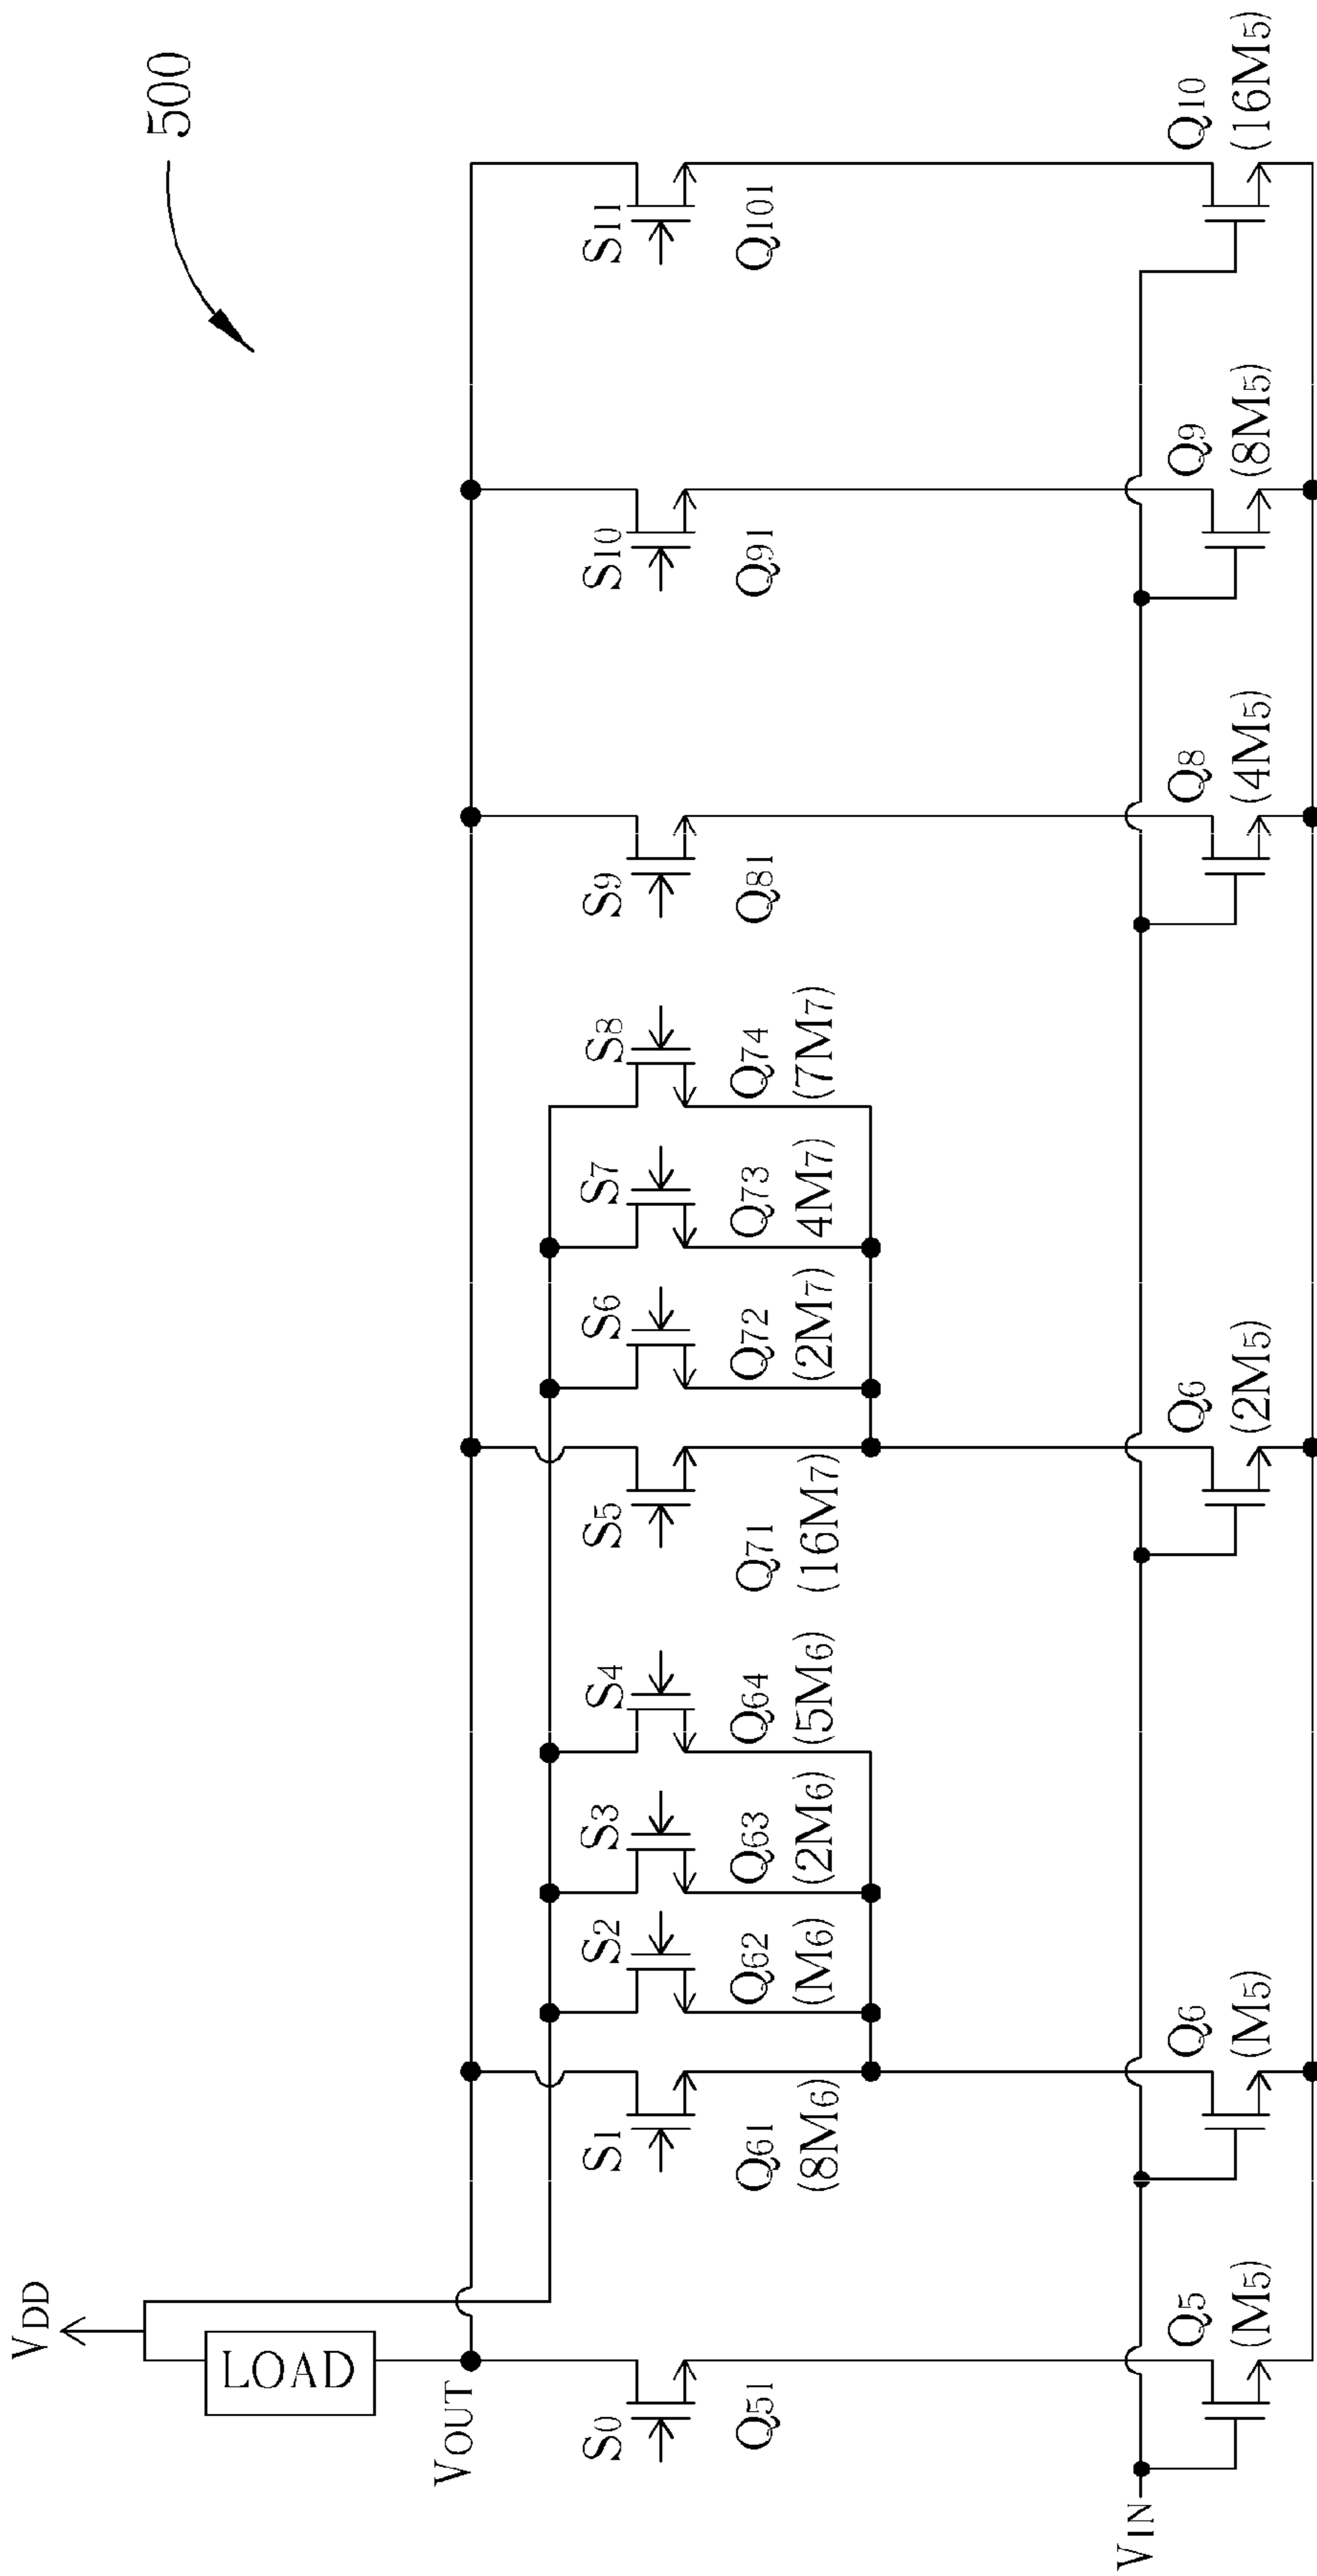 500
VDD
LOAD
VOUT
S0
S1
S2
S3
S4
S5
S6
S7
S8
S9
S10
S11
Q51
Q61
(8M6)
Q62
(M6)
Q63
(2M6)
Q64
(5M6)
Q71
(16M7)
Q72
(2M7)
Q73
4M7)
Q74
(7M7)
Q81
Q91
Q101
VIN
Q5
(M5)
Q6
(M5)
Q6
(2M5)
Q8
(4M5)
Q9
(8M5)
Q10
(16M5)